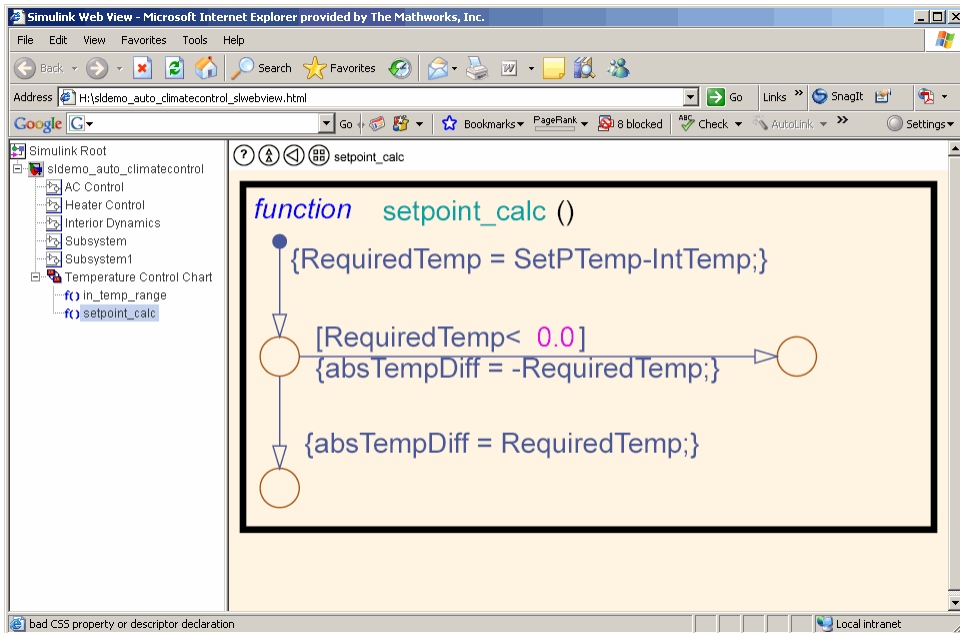 Simulink Web View - Microsoft Internet Explorer provided by The Mathworks, Inc.
File Edit View Favorites Tools Help
Back Search Favorites W
Address H:\sldemo_auto_climatecontrol_slwebview.html Go Links » SnagIt
Google G Go Bookmarks PageRank 8 blocked ABC Check AutoLink » Settings
Simulink Root
sldemo_auto_climatecontrol
AC Control
Heater Control
Interior Dynamics
Subsystem
Subsystem1
Temperature Control Chart
f() in_temp_range
f() setpoint_calc
? setpoint_calc
function setpoint_calc ()
{RequiredTemp = SetPTemp-IntTemp;}
[RequiredTemp< 0.0]
{absTempDiff = -RequiredTemp;}
{absTempDiff = RequiredTemp;}
bad CSS property or descriptor declaration Local intranet